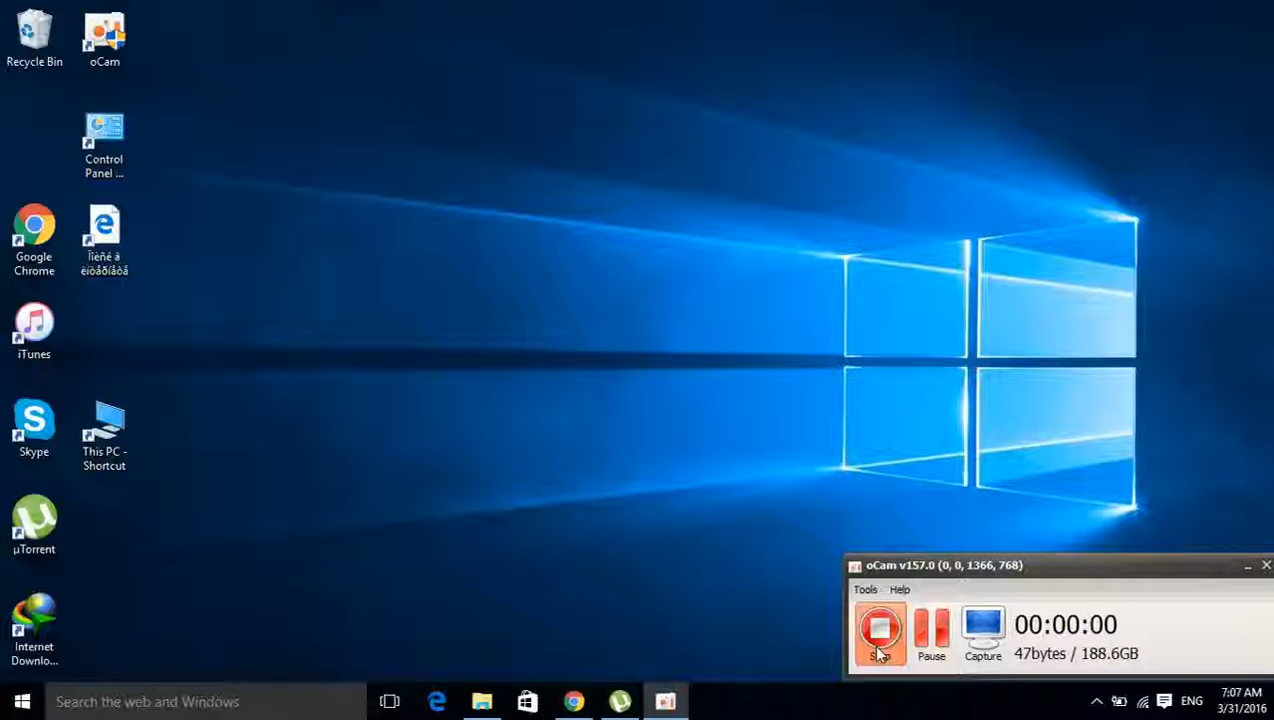 Recycle Bin
oCam
Control
Panel ...
Google
Chrome
Ïîèñê â
èíòåðíåòå
iTunes
Skype
This PC -
Shortcut
µTorrent
Internet
Downlo...
oCam v157.0 (0, 0, 1366, 768)
Tools Help
00:00:00
Pause
Capture
47bytes / 188.6GB
Search the web and Windows
ENG
7:07 AM
3/31/2016